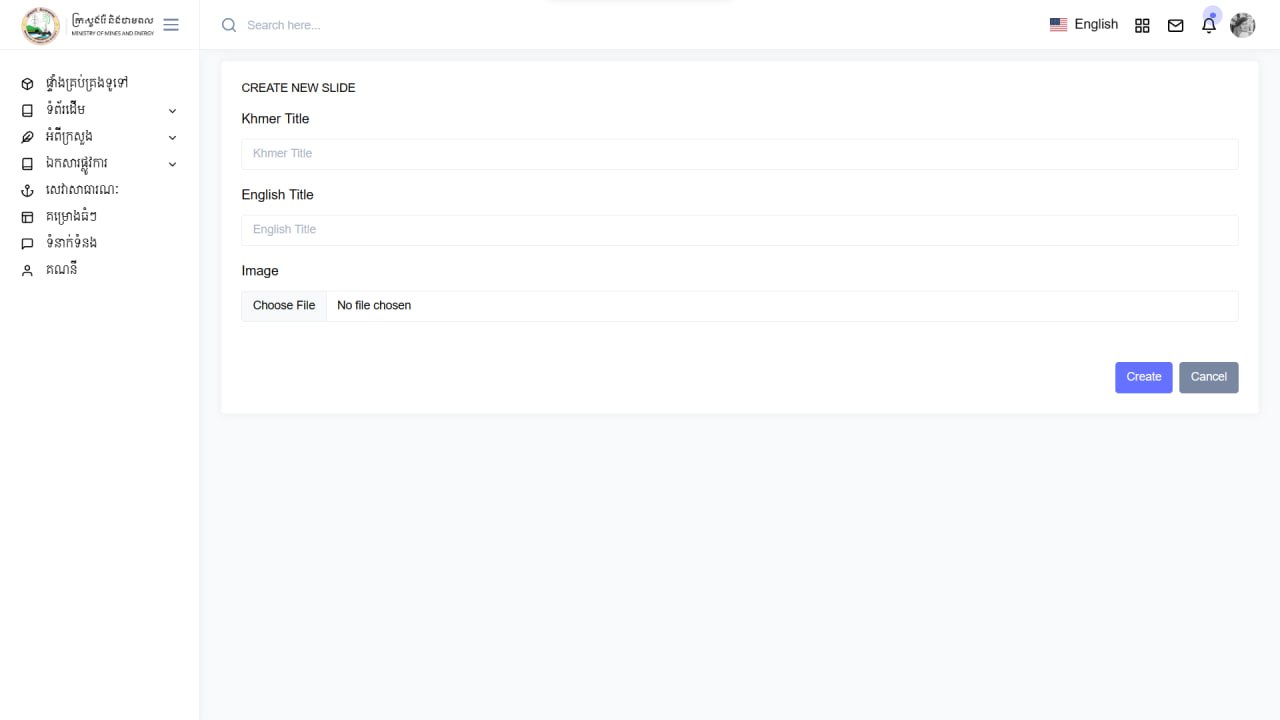 ក្រសួងរ៉ែ និងថាមពល
MINISTRY OF MINES AND ENERGY
Search here...
English
ផ្ទាំងគ្រប់គ្រងទូទៅ
ទំព័រដើម
អំពីក្រសួង
ឯកសារផ្លូវការ
សេវាសាធារណៈ
គម្រោងធំៗ
ទំនាក់ទំនង
គណនី
CREATE NEW SLIDE
Khmer Title
Khmer Title
English Title
English Title
Image
Choose File No file chosen
Create Cancel